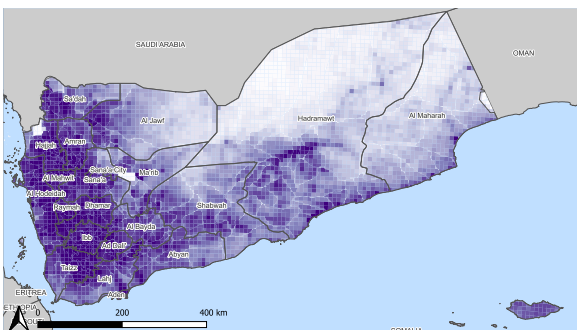 SAUDI ARABIA
OMAN
Sa'dah
Al Jawf
Hadramawt
Al Maharah
Hajjah
Amran
Sana'a City
Ma'rib
Al Mahwit
Sana'a
Al Hodeidah
Raymah
Dhamar
Shabwah
Al Bayda
Ibb
Ad Dali'
Abyan
Taizz
Lahj
Aden
ERITREA
0
200
400 km